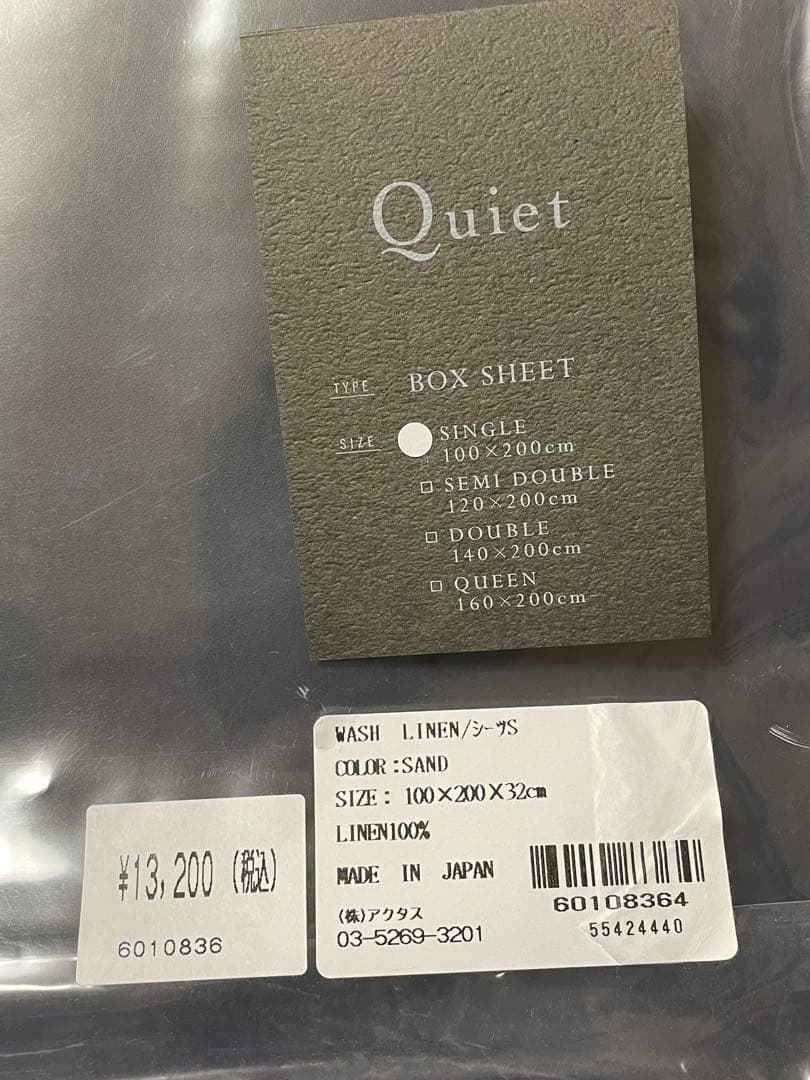 Quiet
TYPE BOX SHEET
SIZE SINGLE
100×200cm
□ SEMI DOUBLE
120×200cm
□ DOUBLE
140×200cm
□ QUEEN
160×200cm
WASH LINEN/シーツS
COLOR:SAND
SIZE: 100×200×32cm
LINEN100%
MADE IN JAPAN
(株)アクタス
03-5269-3201
60108364
55424440
¥13,200 (税込)
6010836